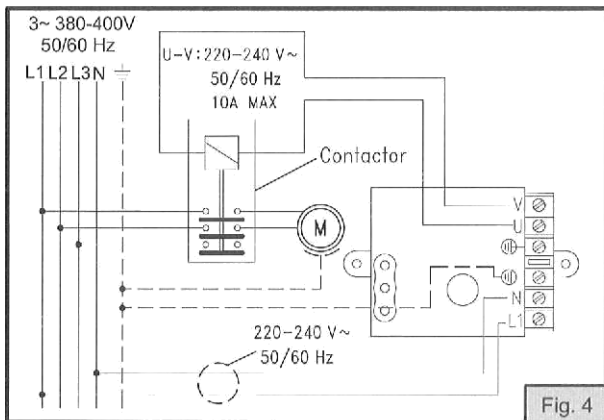 3~ 380-400V
50/60 Hz
L1 L2 L3 N
U-V: 220-240 V~
50/60 Hz
10A MAX
Contactor
M
V
U
N
L1
220-240 V~
50/60 Hz
Fig. 4